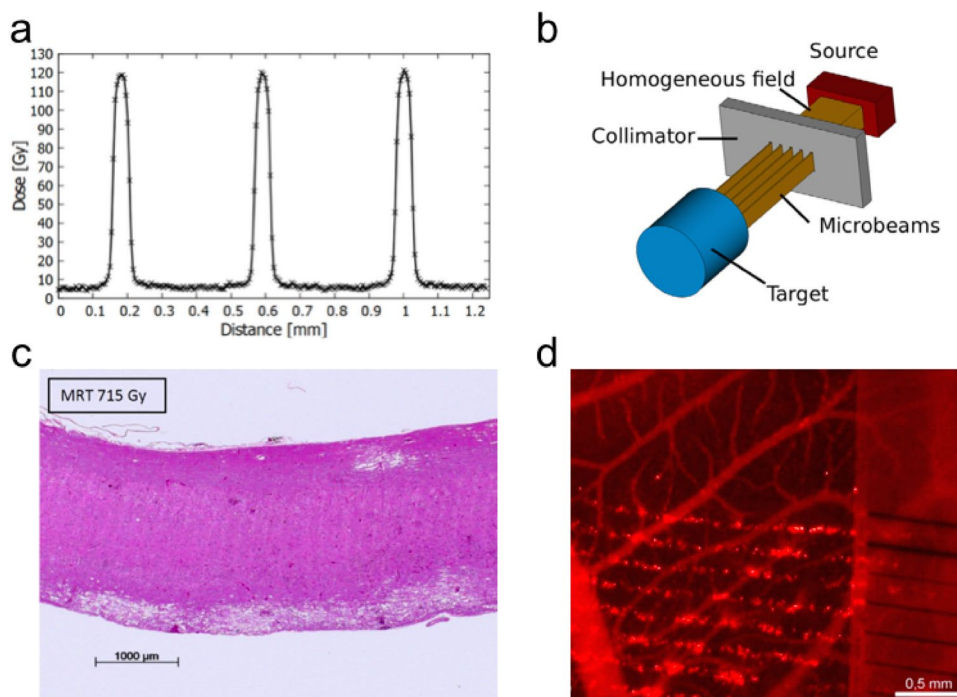 a
130
120
110
100
90
80
70
60
50
40
30
20
10
0
Dose [Gy]
0 0.1 0.2 0.3 0.4 0.5 0.6 0.7 0.8 0.9 1 1.1 1.2
Distance [mm]
b
Source
Homogeneous field
Collimator
Microbeams
Target
c
MRT 715 Gy
1000 µm
d
0,5 mm